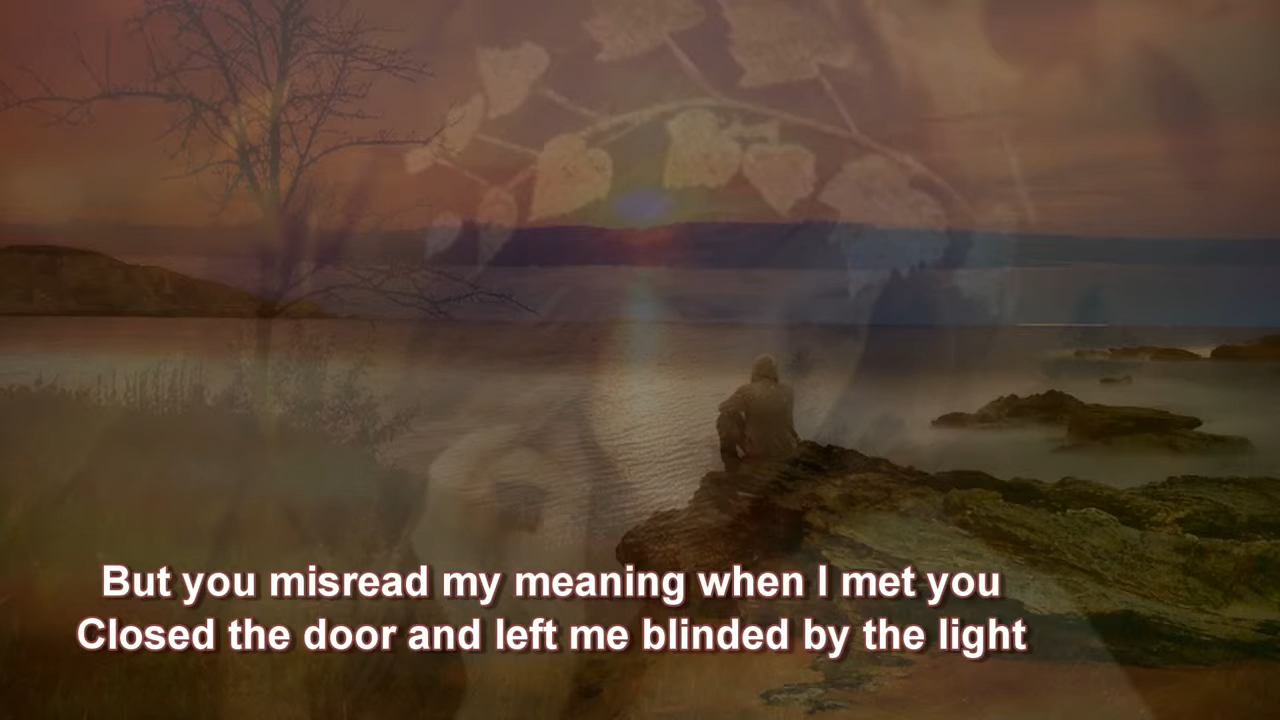 But you misread my meaning when I met you
Closed the door and left me blinded by the light